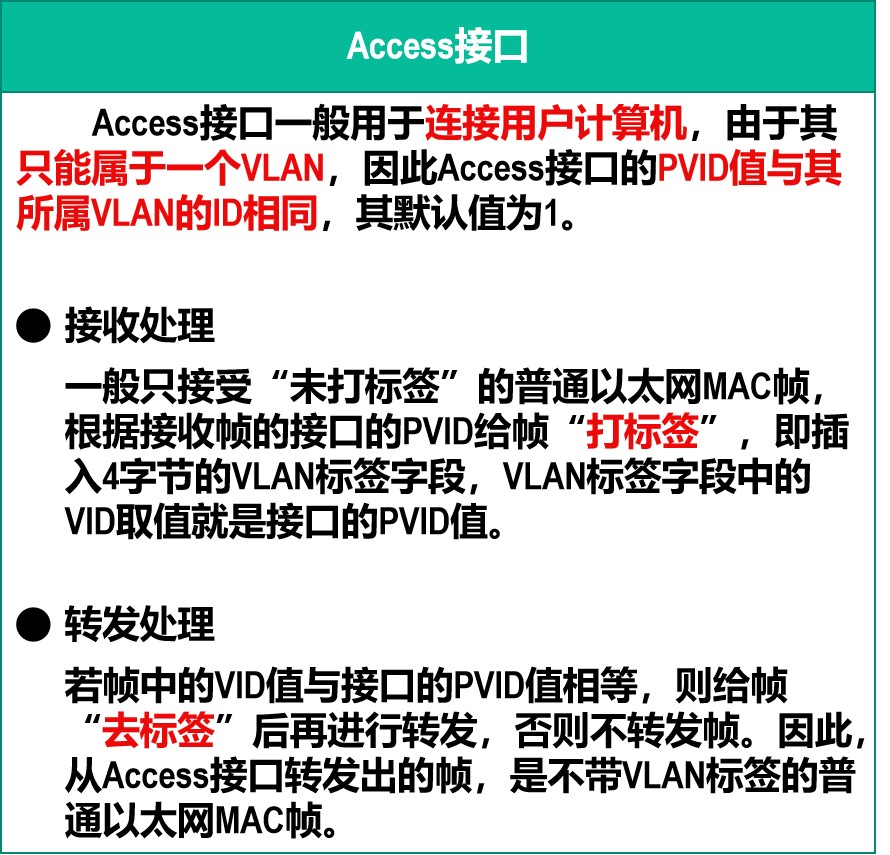 Access接口
Access接口一般用于连接用户计算机，由于其
只能属于一个VLAN，因此Access接口的PVID值与其
所属VLAN的ID相同，其默认值为1。
● 接收处理
一般只接受“未打标签”的普通以太网MAC帧，
根据接收帧的接口的PVID给帧“打标签”，即插
入4字节的VLAN标签字段，VLAN标签字段中的
VID取值就是接口的PVID值。
● 转发处理
若帧中的VID值与接口的PVID值相等，则给帧
“去标签”后再进行转发，否则不转发帧。因此，
从Access接口转发出的帧，是不带VLAN标签的普
通以太网MAC帧。